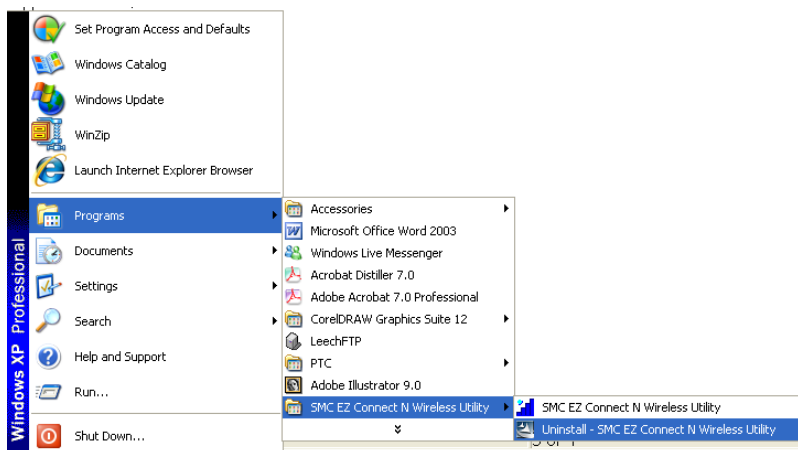 Set Program Access and Defaults
Windows Catalog
Windows Update
WinZip
Launch Internet Explorer Browser
Programs
Documents
Settings
Search
Help and Support
Run...
Shut Down...
Windows XP Professional
Accessories
Microsoft Office Word 2003
Windows Live Messenger
Acrobat Distiller 7.0
Adobe Acrobat 7.0 Professional
CorelDRAW Graphics Suite 12
LeechFTP
PTC
Adobe Illustrator 9.0
SMC EZ Connect N Wireless Utility
SMC EZ Connect N Wireless Utility
Uninstall - SMC EZ Connect N Wireless Utility